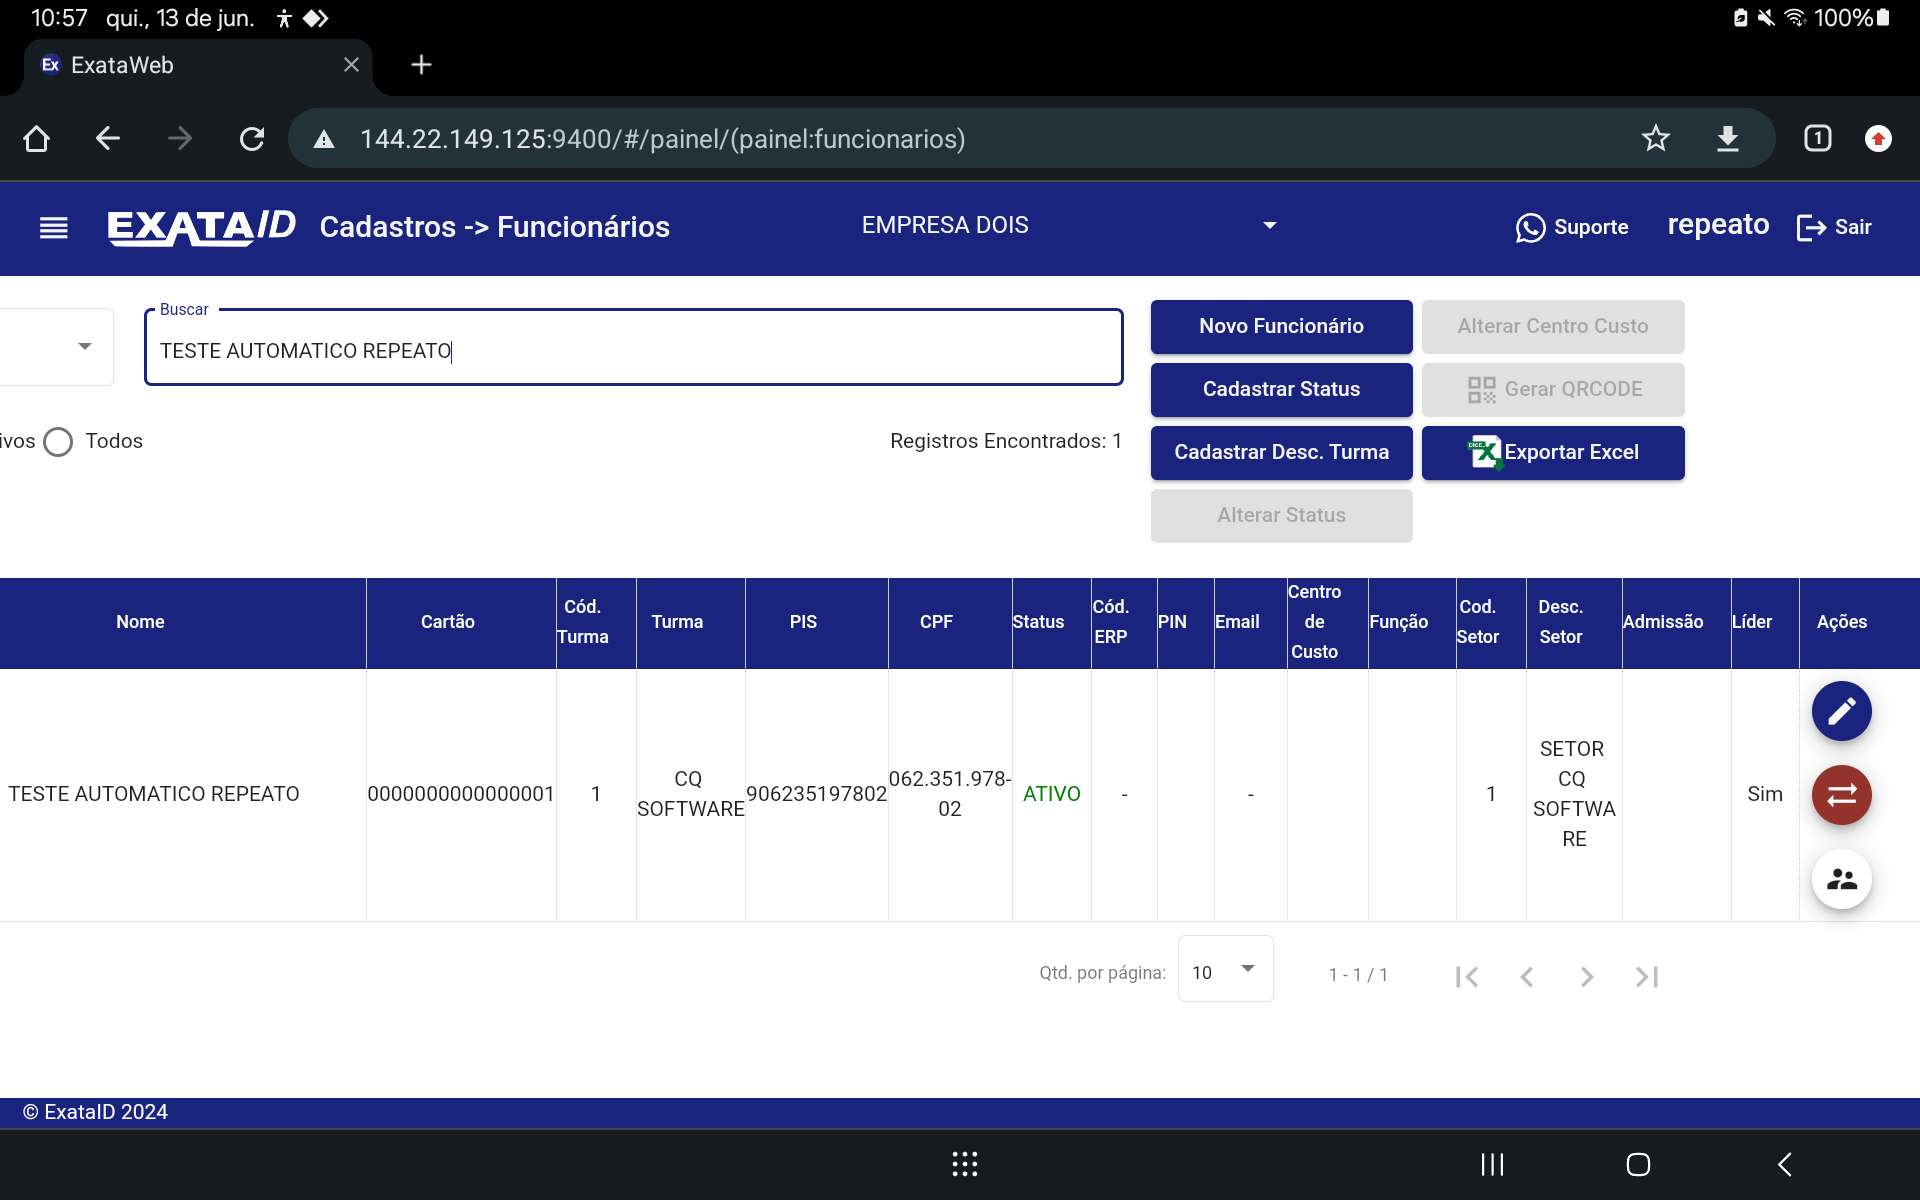 10:57 qui., 13 de jun. 100%
Ex ExataWeb
144.22.149.125:9400/#/painel/(painel:funcionarios) 1
EXATAID Cadastros -> Funcionários EMPRESA DOIS Suporte repeato Sair
Buscar
TESTE AUTOMATICO REPEATO
ivos Todos Registros Encontrados: 1
Novo Funcionário Alterar Centro Custo
Cadastrar Status Gerar QRCODE
Cadastrar Desc. Turma Exportar Excel
Alterar Status
Nome Cartão Cód. Turma Turma PIS CPF Status Cód. ERP PIN Email Centro de Custo Função Cod. Setor Desc. Setor Admissão Líder Ações
TESTE AUTOMATICO REPEATO 0000000000000001 1 CQ SOFTWARE 906235197802 062.351.978-02 ATIVO - - 1 SETOR CQ SOFTWA RE Sim
Qtd. por página: 10 1 - 1 / 1
© ExataID 2024